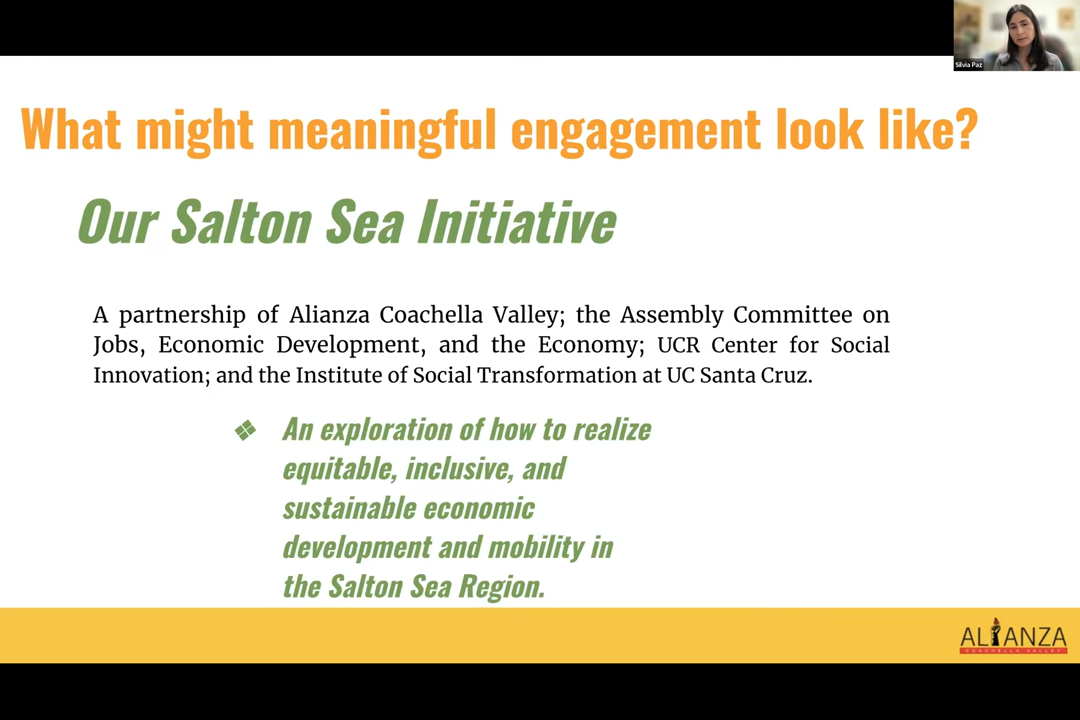 Silvia Paz
What might meaningful engagement look like?
Our Salton Sea Initiative
A partnership of Alianza Coachella Valley; the Assembly Committee on
Jobs, Economic Development, and the Economy; UCR Center for Social
Innovation; and the Institute of Social Transformation at UC Santa Cruz.
❖ An exploration of how to realize
equitable, inclusive, and
sustainable economic
development and mobility in
the Salton Sea Region.
ALIANZA
COACHELLA VALLEY